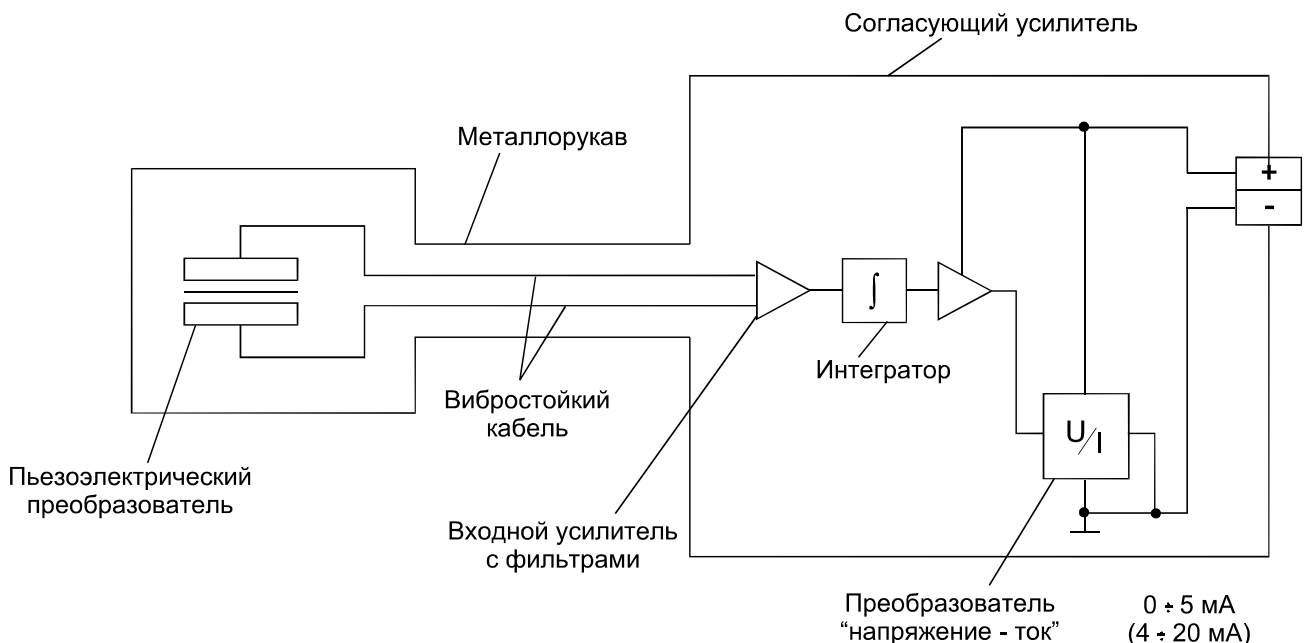 Согласующий усилитель
Металлорукав
+
-
∫
Интегратор
Вибростойкий
кабель
U/I
Пьезоэлектрический
преобразователь
Входной усилитель
с фильтрами
Преобразователь
“напряжение - ток”
0 ÷ 5 мА
(4 ÷ 20 мА)